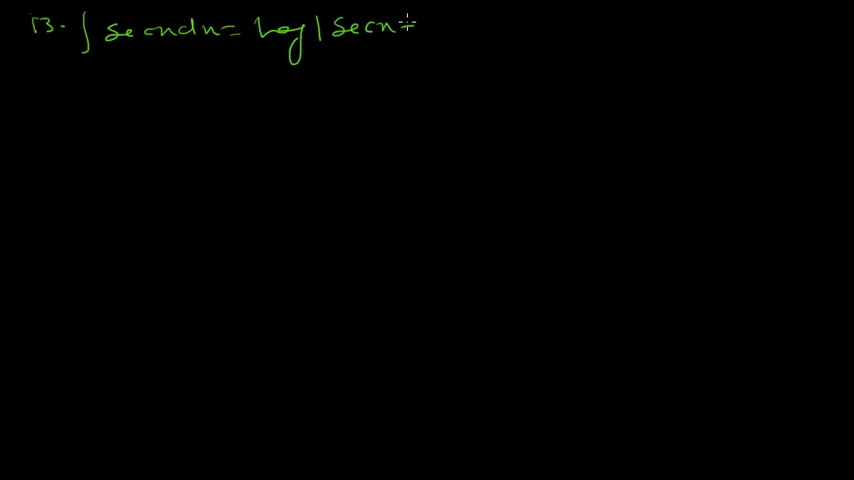 13. ∫ secx dx = log | secx +